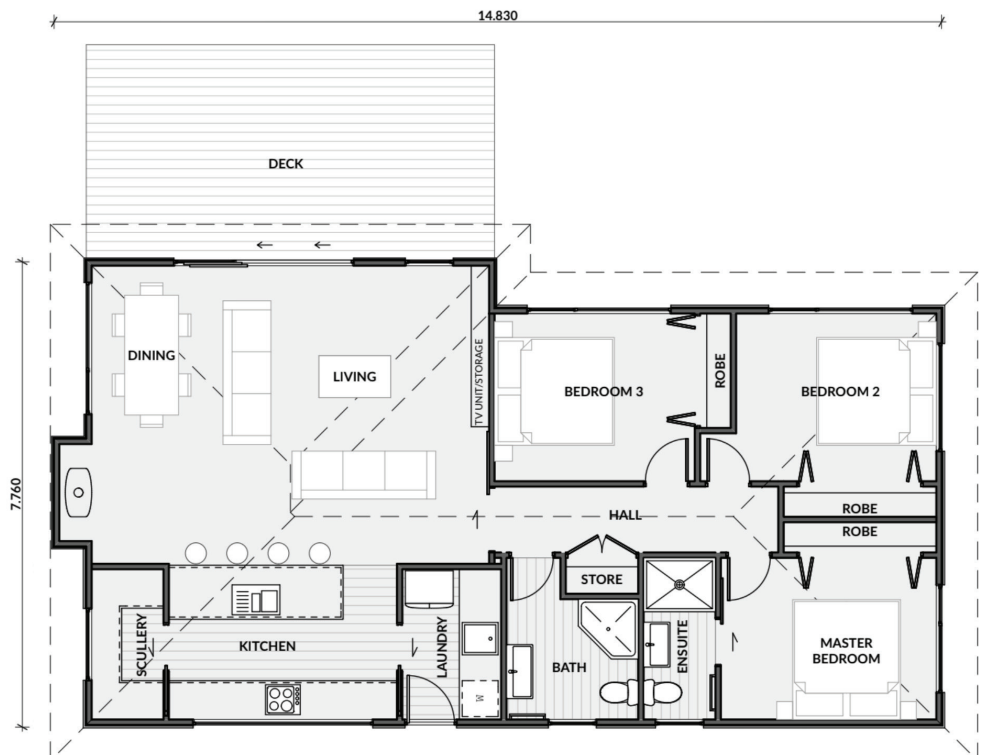 14.830
DECK
DINING
LIVING
TV UNIT/STORAGE
BEDROOM 3
ROBE
BEDROOM 2
7.760
HALL
ROBE
ROBE
STORE
SCULLERY
KITCHEN
LAUNDRY
M
BATH
ENSUITE
MASTER
BEDROOM